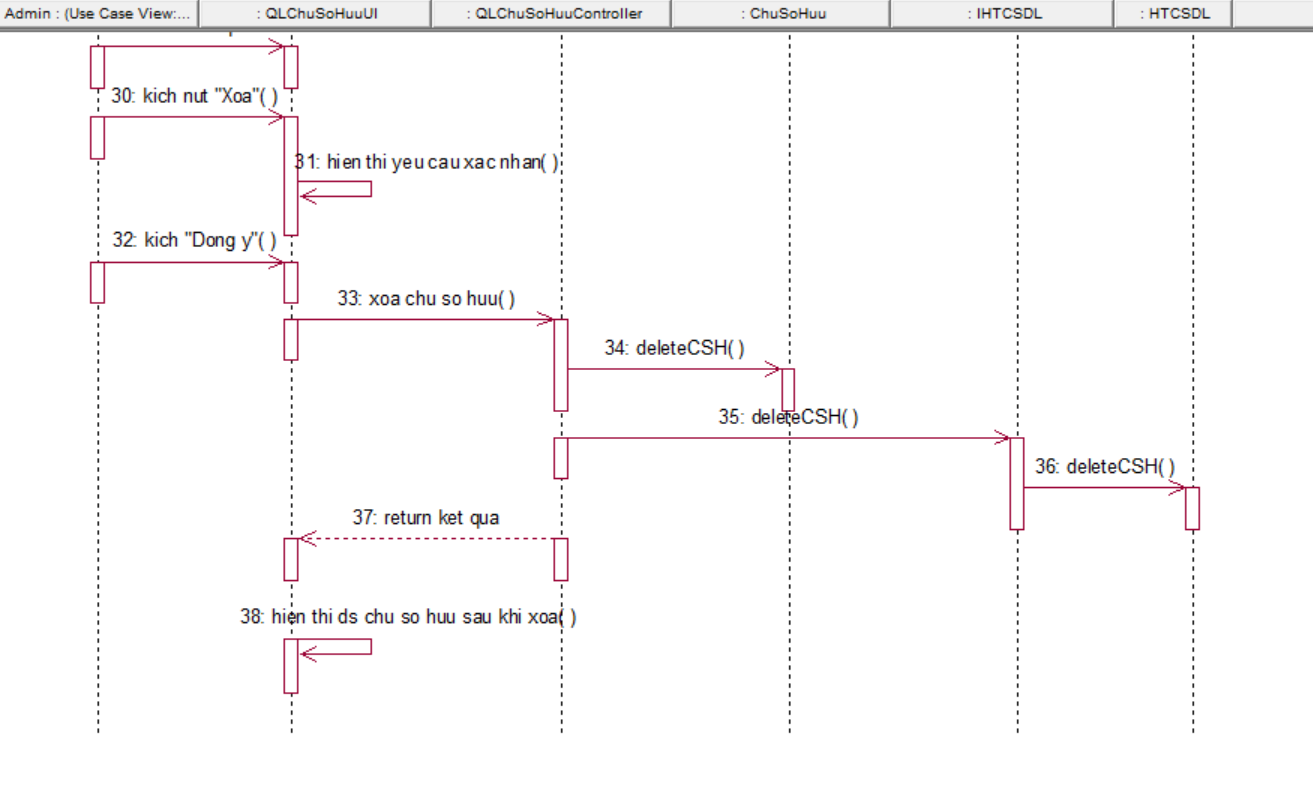 Admin : (Use Case View:...
: QLChuSoHuuUI
: QLChuSoHuuController
: ChuSoHuu
: IHTCSDL
: HTCSDL
30: kich nut "Xoa"( )
31: hien thi yeu cau xac nhan( )
32: kich "Dong y"( )
33: xoa chu so huu( )
34: deleteCSH( )
35: deleteCSH( )
36: deleteCSH( )
37: return ket qua
38: hien thi ds chu so huu sau khi xoa( )